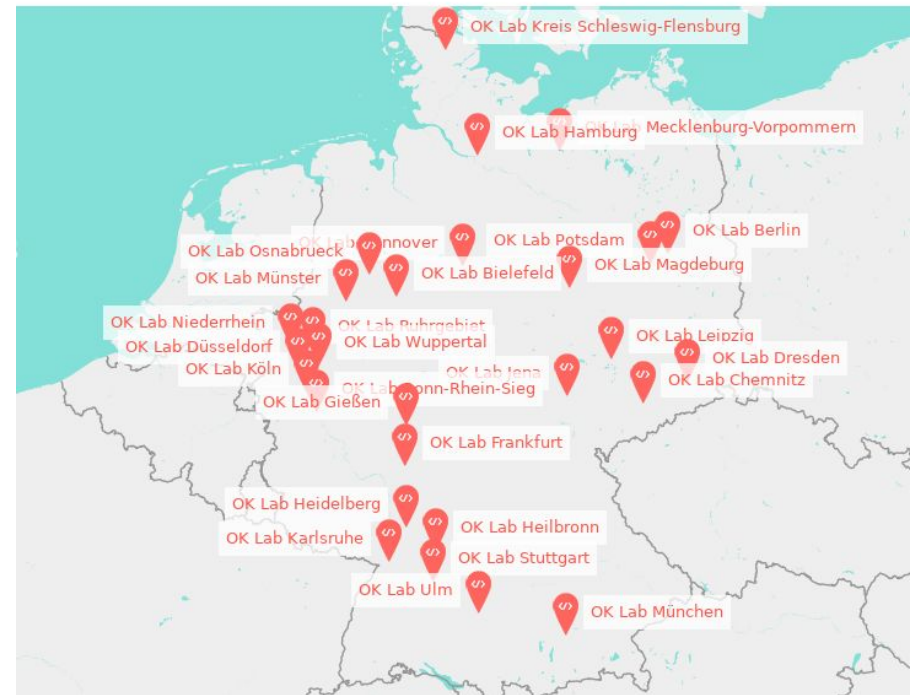 OK Lab Kreis Schleswig-Flensburg
OK Lab Hamburg
Mecklenburg-Vorpommern
OK Lab Osnabrueck
OK Lab Potsdam
OK Lab Berlin
OK Lab Münster
OK Lab Bielefeld
OK Lab Magdeburg
OK Lab Niederrhein
OK Lab Ruhrgebiet
OK Lab Düsseldorf
OK Lab Wuppertal
OK Lab Leipzig
OK Lab Köln
OK Lab Jena
OK Lab Dresden
OK Lab Chemnitz
OK Lab Gießen
OK Lab Frankfurt
OK Lab Heidelberg
OK Lab Heilbronn
OK Lab Karlsruhe
OK Lab Stuttgart
OK Lab Ulm
OK Lab München